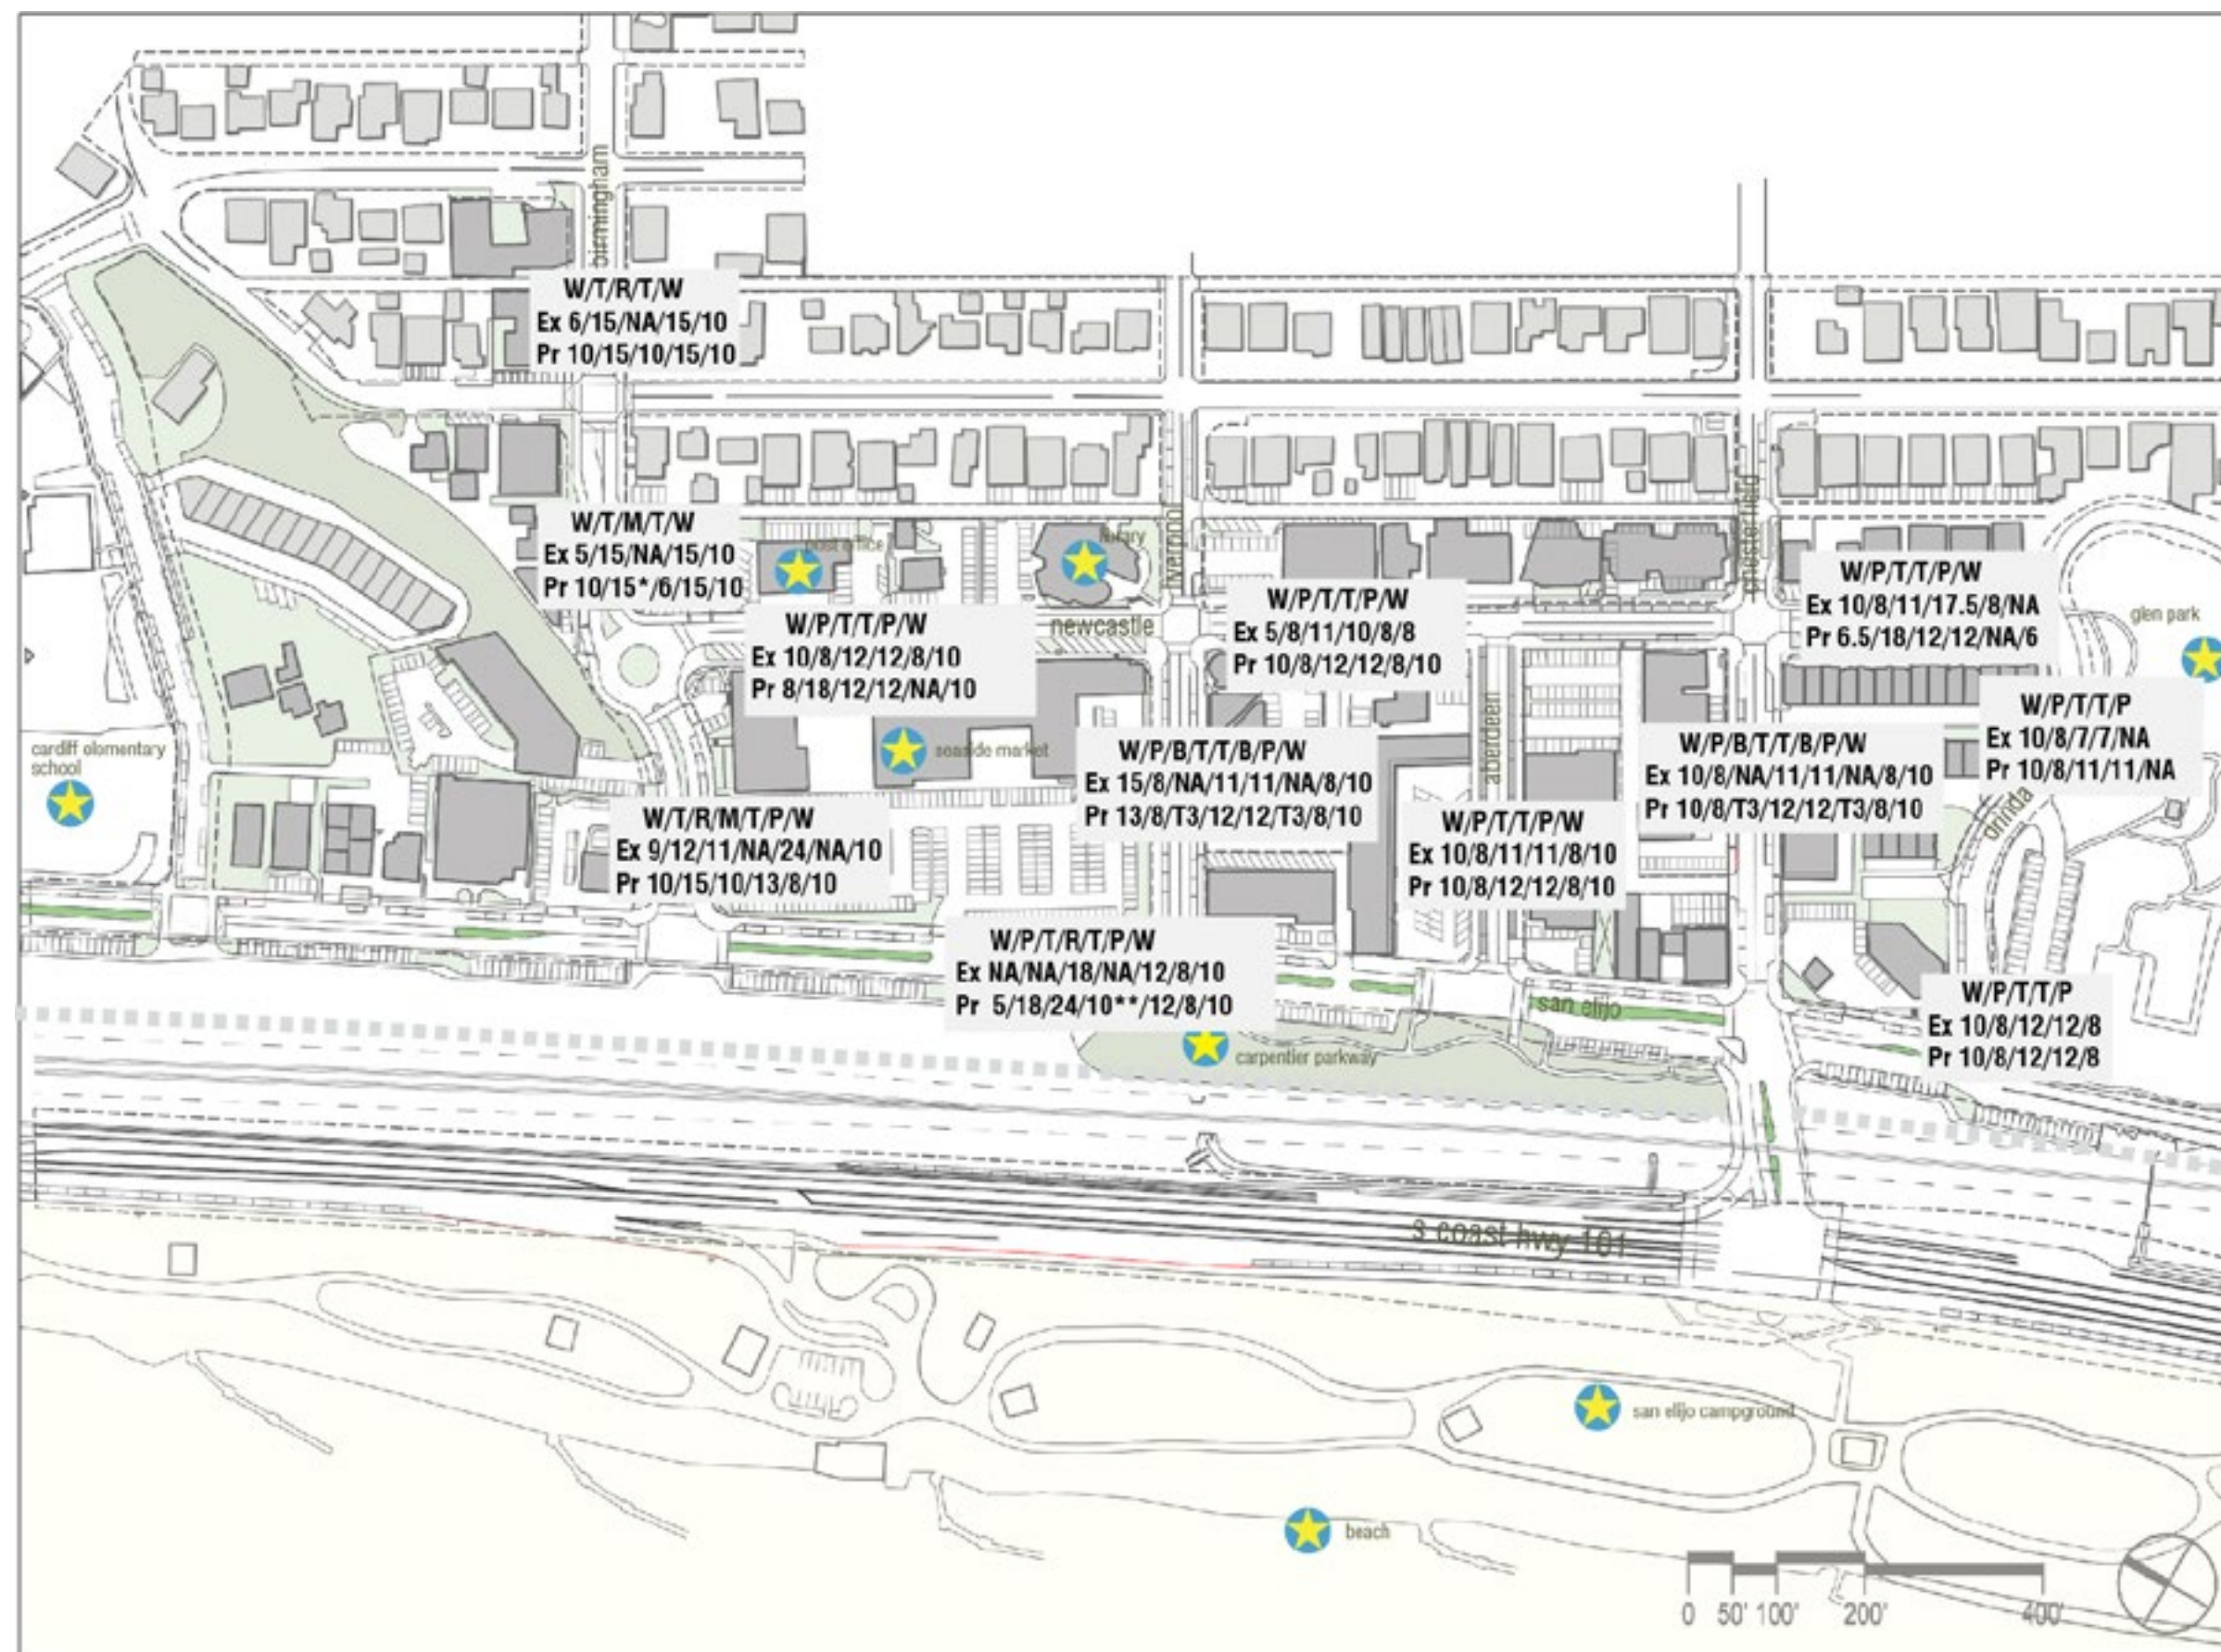 birmingham
W/T/R/T/W
Ex 6/15/NA/15/10
Pr 10/15/10/15/10
W/T/M/T/W
Ex 5/15/NA/15/10
Pr 10/15*/6/15/10
post office
library
liverpool
chesterfield
W/P/T/T/P/W
Ex 10/8/12/12/8/10
Pr 8/18/12/12/NA/10
newcastle
W/P/T/T/P/W
Ex 5/8/11/10/8/8
Pr 10/8/12/12/8/10
W/P/T/T/P/W
Ex 10/8/11/17.5/8/NA
Pr 6.5/18/12/12/NA/6
glen park
cardiff elementary
school
seaside market
W/P/B/T/T/B/P/W
Ex 15/8/NA/11/11/NA/8/10
Pr 13/8/T3/12/12/T3/8/10
aberdeen
W/P/B/T/T/B/P/W
Ex 10/8/NA/11/11/NA/8/10
Pr 10/8/T3/12/12/T3/8/10
W/P/T/T/P
Ex 10/8/7/7/NA
Pr 10/8/11/11/NA
orinda
W/T/R/M/T/P/W
Ex 9/12/11/NA/24/NA/10
Pr 10/15/10/13/8/10
W/P/T/T/P/W
Ex 10/8/11/11/8/10
Pr 10/8/12/12/8/10
W/P/T/R/T/P/W
Ex NA/NA/18/NA/12/8/10
Pr 5/18/24/10**/12/8/10
san elijo
W/P/T/T/P
Ex 10/8/12/12/8
Pr 10/8/12/12/8
carpentier parkway
s coast hwy 101
san elijo campground
beach
0 50' 100' 200' 400'